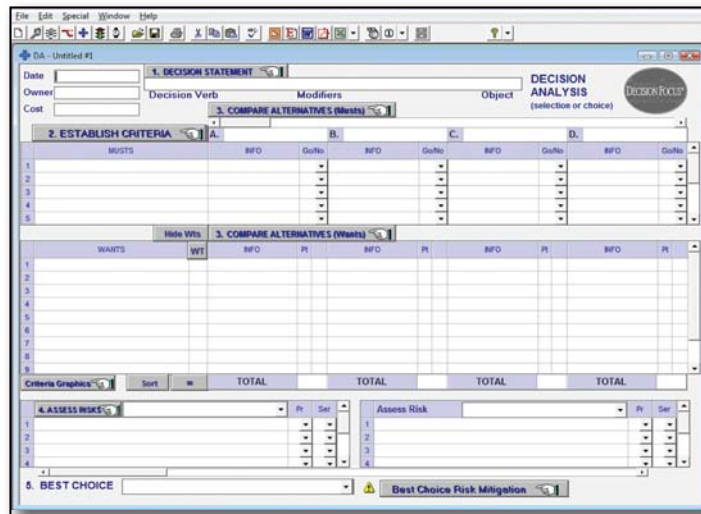 File Edit Special Window Help
DA - Untitled #1
Date
1. DECISION STATEMENT
Owner
Decision Verb Modifiers Object
DECISION ANALYSIS
(selection or choice)
DECISION FOCUS
Cost
3. COMPARE ALTERNATIVES (Musts)
2. ESTABLISH CRITERIA A. B. C. D.
MUSTS INFO Go/No INFO Go/No INFO Go/No INFO Go/No
1
2
3
4
5
Hide Wts 3. COMPARE ALTERNATIVES (Wants)
WANTS WT INFO Pt INFO Pt INFO Pt INFO Pt
1
2
3
4
5
6
7
8
9
Criteria Graphics Sort = TOTAL TOTAL TOTAL TOTAL
4. ASSESS RISKS Pr Ser Assess Risk Pr Ser
1 1
2 2
3 3
4 4
5. BEST CHOICE Best Choice Risk Mitigation